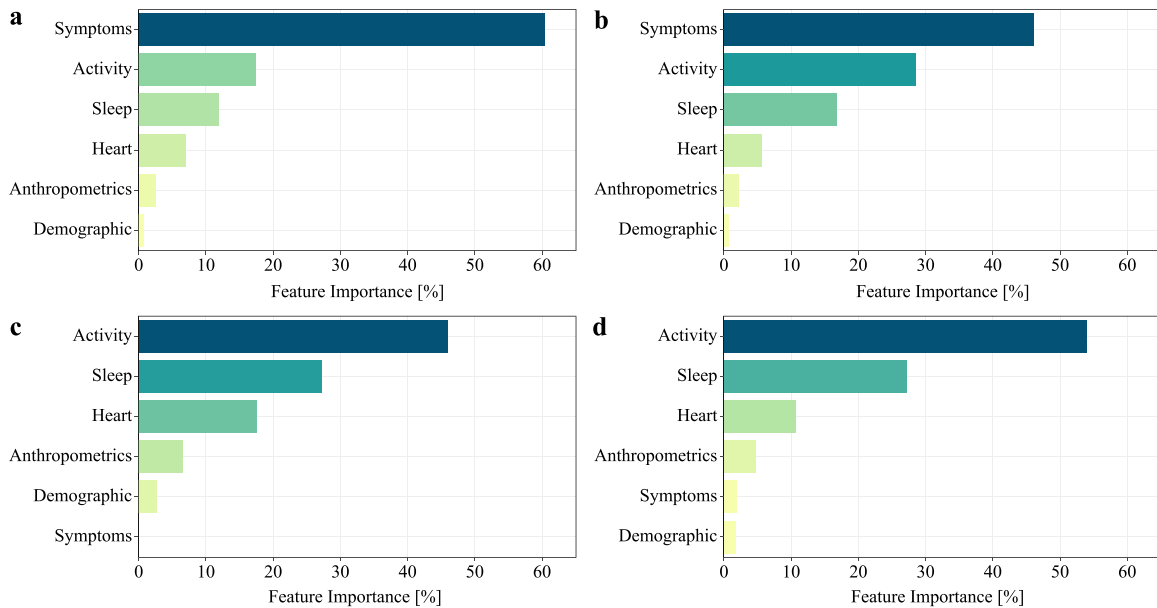 a
Symptoms
Activity
Sleep
Heart
Anthropometrics
Demographic
0 10 20 30 40 50 60
Feature Importance [%]
b
Symptoms
Activity
Sleep
Heart
Anthropometrics
Demographic
0 10 20 30 40 50 60
Feature Importance [%]
c
Activity
Sleep
Heart
Anthropometrics
Demographic
Symptoms
0 10 20 30 40 50 60
Feature Importance [%]
d
Activity
Sleep
Heart
Anthropometrics
Symptoms
Demographic
0 10 20 30 40 50 60
Feature Importance [%]